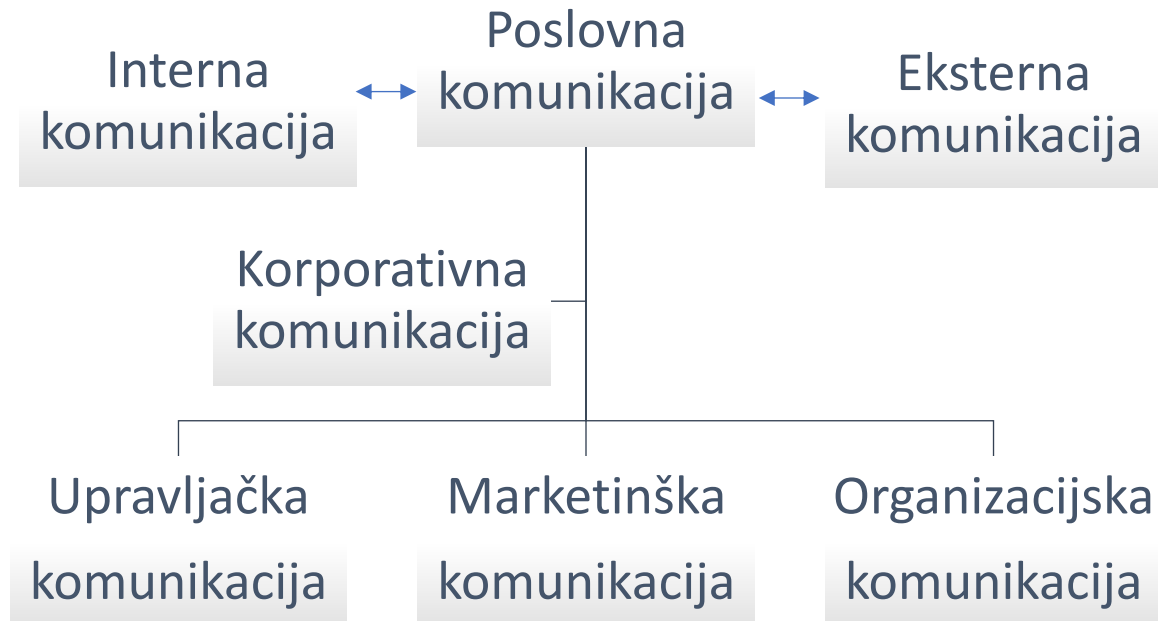 Interna
komunikacija
Poslovna
komunikacija
Eksterna
komunikacija
Korporativna
komunikacija
Upravljačka
komunikacija
Marketinška
komunikacija
Organizacijska
komunikacija